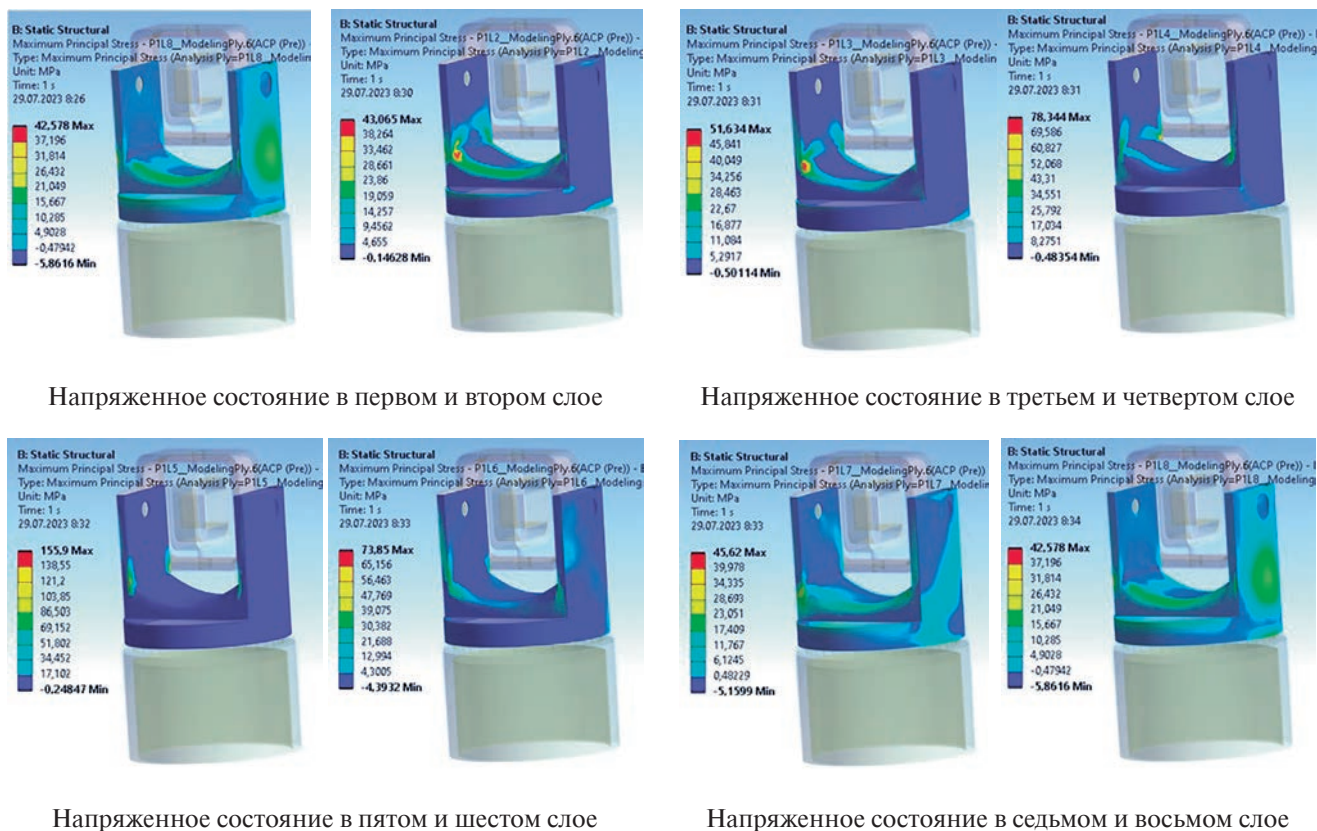 B: Static Structural
Maximum Principal Stress - P1L8__ModelingPly.6(ACP (Pre)) -
Type: Maximum Principal Stress (Analysis Ply=P1L8_Modelin
Unit: MPa
Time: 1 s
29.07.2023 8:26
42,578 Max
37,196
31,814
26,432
21,049
15,667
10,285
4,9028
-0,47942
-5,8616 Min
B: Static Structural
Maximum Principal Stress - P1L2__ModelingPly.6(ACP (Pre)) -
Type: Maximum Principal Stress (Analysis Ply=P1L2_Modeling
Unit: MPa
Time: 1 s
29.07.2023 8:30
43,065 Max
38,264
33,462
28,661
23,86
19,059
14,257
9,4562
4,655
-0,14628 Min
B: Static Structural
Maximum Principal Stress - P1L3__ModelingPly.6(ACP (Pre)) -
Type: Maximum Principal Stress (Analysis Ply=P1L3_Modelin
Unit: MPa
Time: 1 s
29.07.2023 8:31
51,634 Max
45,841
40,049
34,256
28,463
22,67
16,877
11,084
5,2917
-0,50114 Min
B: Static Structural
Maximum Principal Stress - P1L4__ModelingPly.6(ACP (Pre)) -
Type: Maximum Principal Stress (Analysis Ply=P1L4_Modeling
Unit: MPa
Time: 1 s
29.07.2023 8:31
78,344 Max
69,586
60,827
52,068
43,31
34,551
25,792
17,034
8,2751
-0,48354 Min
Напряженное состояние в первом и втором слое
Напряженное состояние в третьем и четвертом слое
B: Static Structural
Maximum Principal Stress - P1L5__ModelingPly.6(ACP (Pre)) -
Type: Maximum Principal Stress (Analysis Ply=P1L5_Modeling
Unit: MPa
Time: 1 s
29.07.2023 8:32
155,9 Max
138,55
121,2
103,85
86,503
69,152
51,802
34,452
17,102
-0,24847 Min
B: Static Structural
Maximum Principal Stress - P1L6__ModelingPly.6(ACP (Pre)) - E
Type: Maximum Principal Stress (Analysis Ply=P1L6_Modeling
Unit: MPa
Time: 1 s
29.07.2023 8:33
73,85 Max
65,156
56,463
47,769
39,075
30,382
21,688
12,994
4,3005
-4,3932 Min
B: Static Structural
Maximum Principal Stress - P1L7__ModelingPly.6(ACP (Pre))
Type: Maximum Principal Stress (Analysis Ply=P1L7_Modelin
Unit: MPa
Time: 1 s
29.07.2023 8:33
45,62 Max
39,978
34,335
28,693
23,051
17,409
11,767
6,1245
0,48229
-5,1599 Min
B: Static Structural
Maximum Principal Stress - P1L8__ModelingPly.6(ACP (Pre)) - E
Type: Maximum Principal Stress (Analysis Ply=P1L8_Modeling
Unit: MPa
Time: 1 s
29.07.2023 8:34
42,578 Max
37,196
31,814
26,432
21,049
15,667
10,285
4,9028
-0,47942
-5,8616 Min
Напряженное состояние в пятом и шестом слое
Напряженное состояние в седьмом и восьмом слое